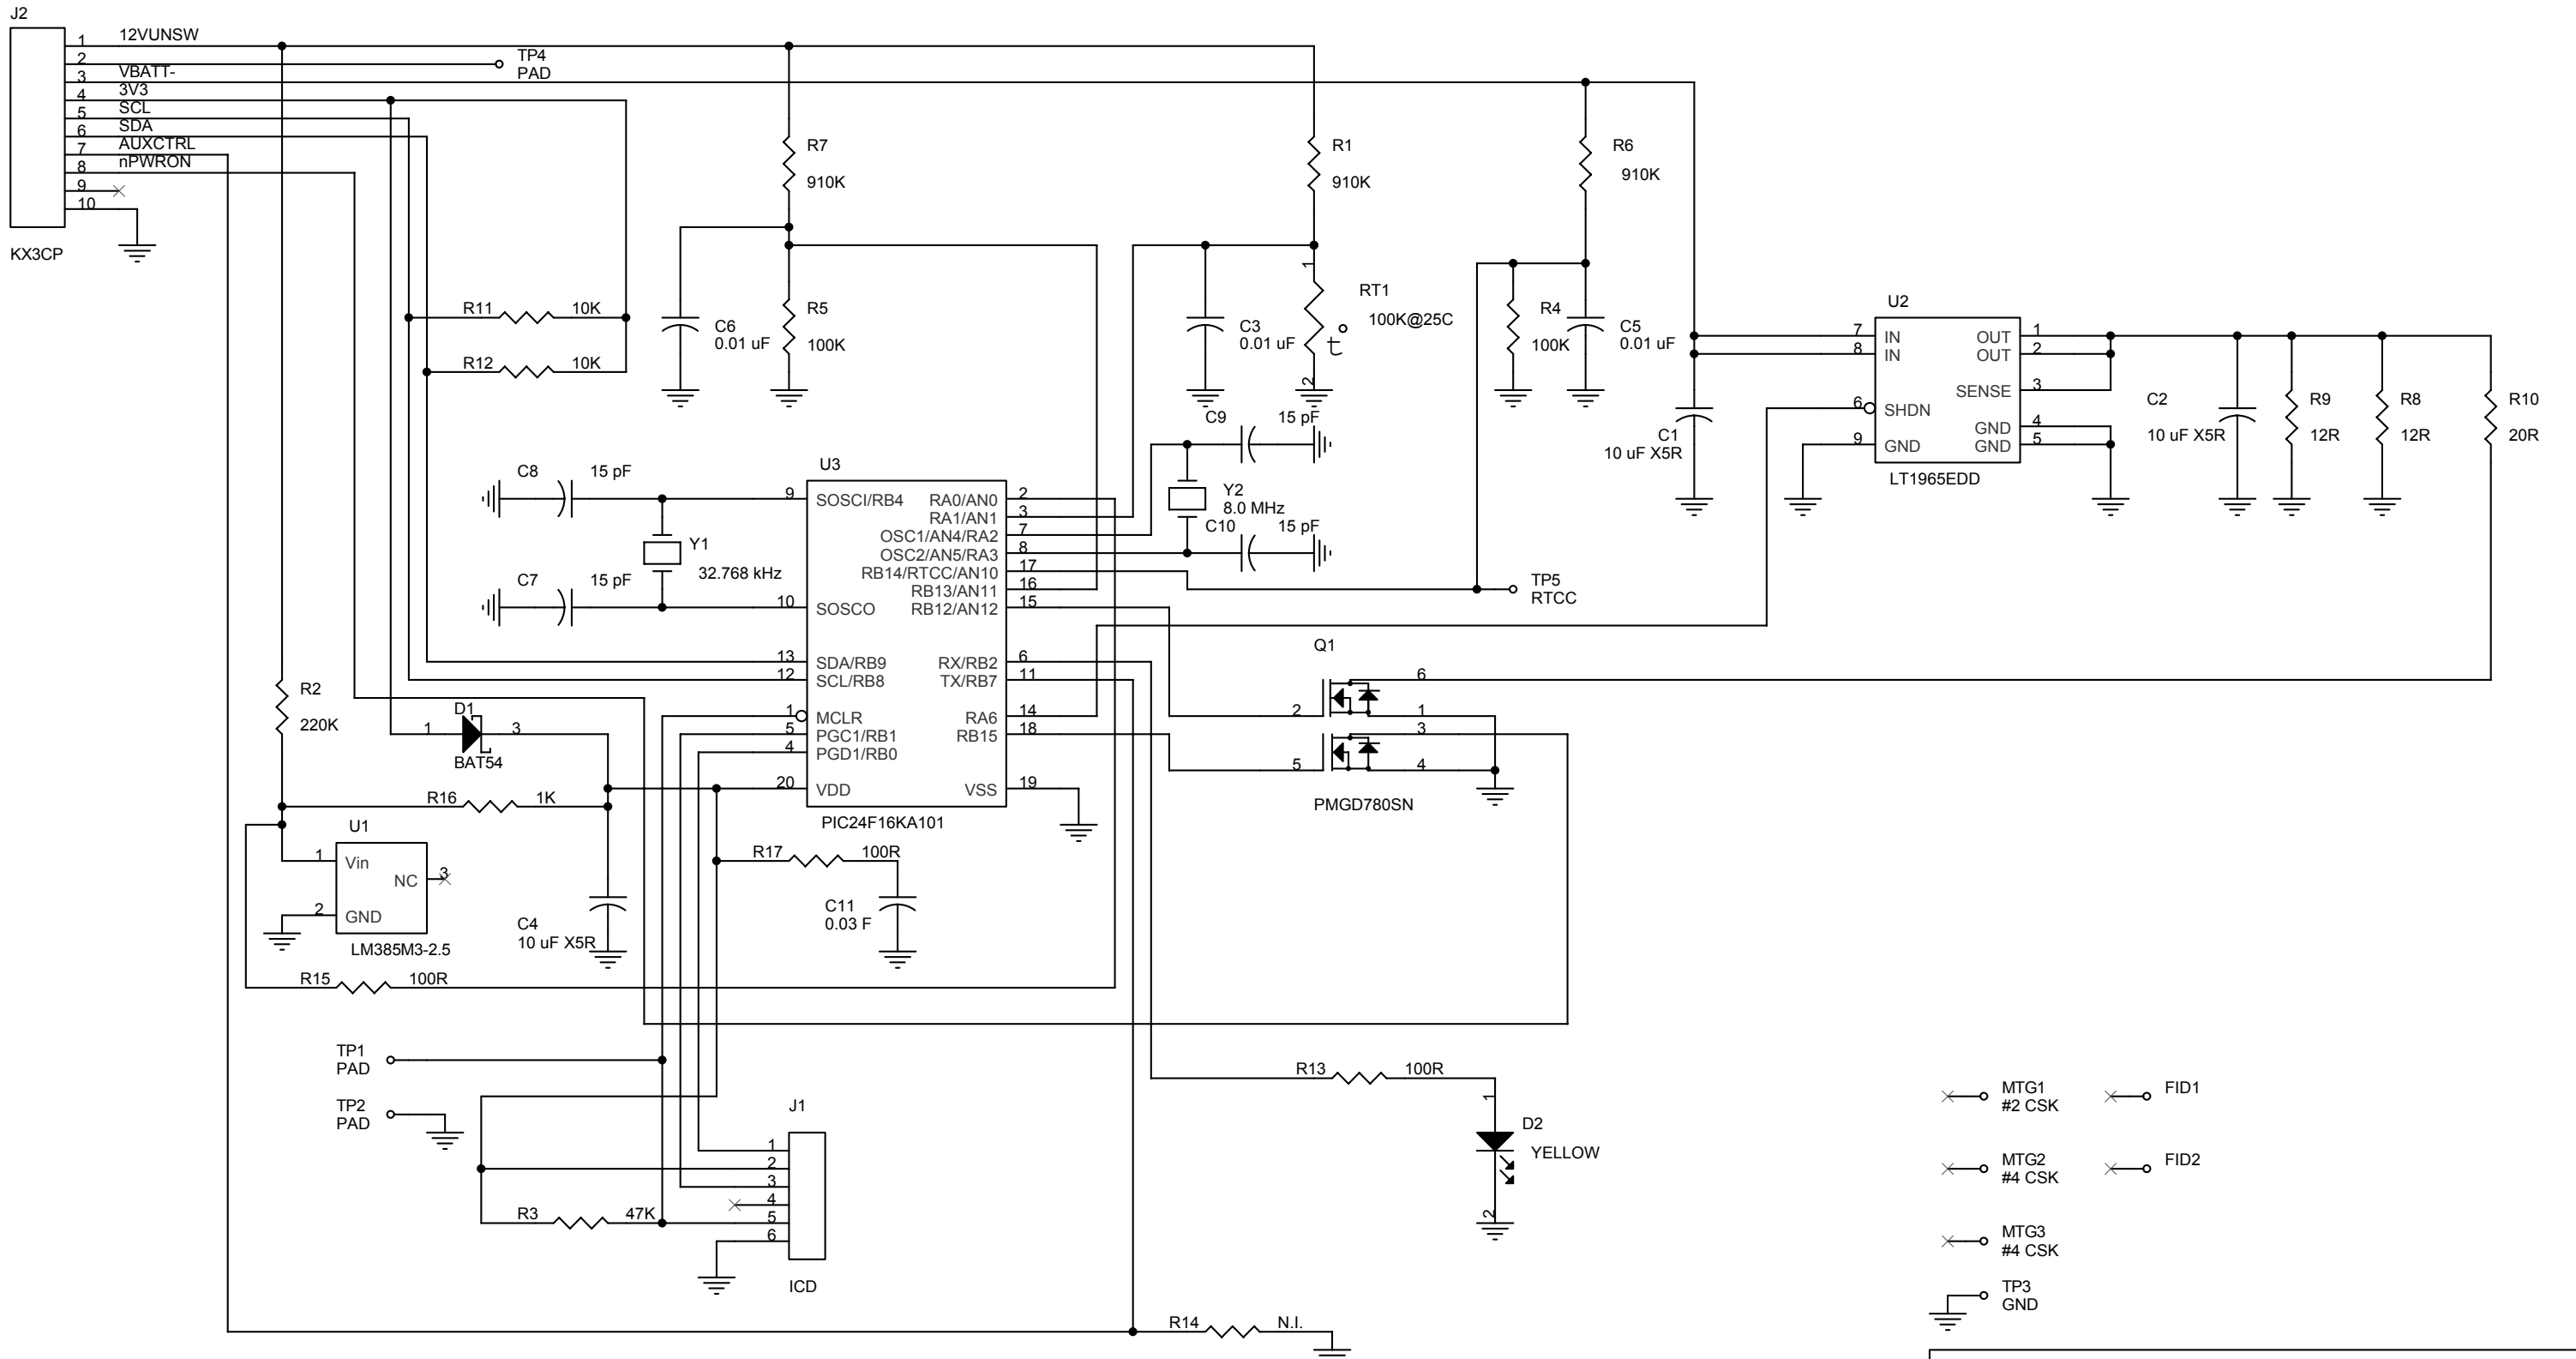 J2
1
12VUNSW
2
3
VBATT-
4
3V3
5
SCL
6
SDA
7
AUXCTRL
8
nPWRON
9
10
KX3CP
TP4
PAD
R7
910K
R1
910K
R6
910K
R11
10K
R12
10K
C6
0.01 uF
R5
100K
C3
0.01 uF
1
RT1
100K@25C
t
2
R4
100K
C5
0.01 uF
C1
10 uF X5R
U2
7
IN
8
IN
6
SHDN
9
GND
OUT
1
OUT
2
SENSE
3
GND
4
GND
5
LT1965EDD
C2
10 uF X5R
R9
12R
R8
12R
R10
20R
C9
15 pF
Y2
8.0 MHz
C10
15 pF
C8
15 pF
Y1
32.768 kHz
C7
15 pF
U3
9
SOSCI/RB4
10
SOSCO
13
SDA/RB9
12
SCL/RB8
1
MCLR
5
PGC1/RB1
4
PGD1/RB0
20
VDD
RA0/AN0
2
RA1/AN1
3
OSC1/AN4/RA2
7
OSC2/AN5/RA3
8
RB14/RTCC/AN10
17
RB13/AN11
16
RB12/AN12
15
RX/RB2
6
TX/RB7
11
RA6
14
RB15
18
VSS
19
PIC24F16KA101
TP5
RTCC
Q1
2
6
1
5
3
4
PMGD780SN
R2
220K
D1
1
3
BAT54
R16
1K
U1
1
Vin
NC
3
2
GND
LM385M3-2.5
C4
10 uF X5R
R17
100R
C11
0.03 F
R15
100R
TP1
PAD
TP2
PAD
J1
1
2
3
4
5
6
ICD
R3
47K
R13
100R
1
D2
YELLOW
2
R14
N.I.
MTG1
#2 CSK
FID1
MTG2
#4 CSK
FID2
MTG3
#4 CSK
TP3
GND